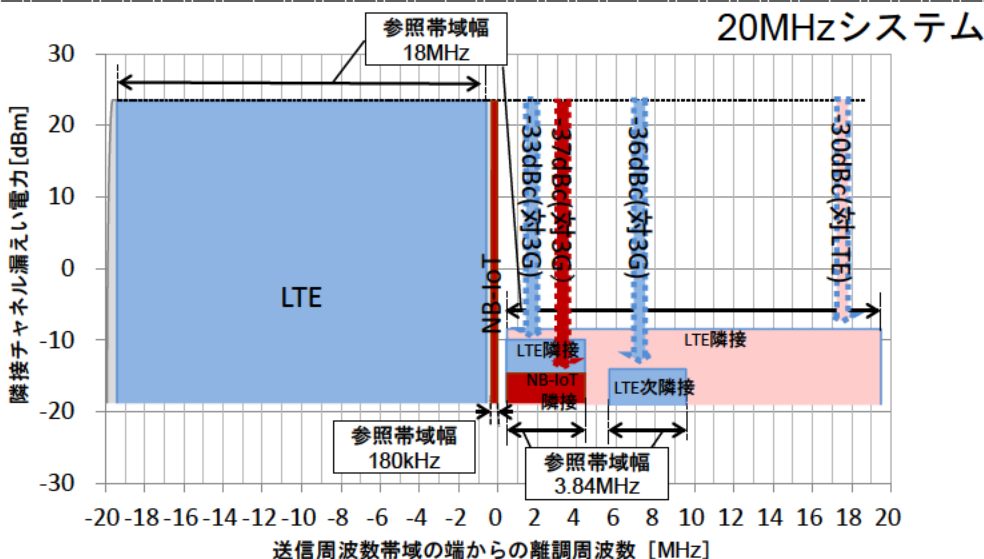 20MHzシステム
参照帯域幅
18MHz
隣接チャネル漏えい電力[dBm]
30
20
10
0
-10
-20
-30
LTE
NB-IoT
-33dBc(対3G)
-37dBc(対3G)
-36dBc(対3G)
-30dBc(対LTE)
LTE隣接
LTE隣接
NB-IoT
隣接
LTE次隣接
参照帯域幅
180kHz
参照帯域幅
3.84MHz
-20 -18 -16 -14 -12 -10 -8 -6 -4 -2 0 2 4 6 8 10 12 14 16 18 20
送信周波数帯域の端からの離調周波数 [MHz]